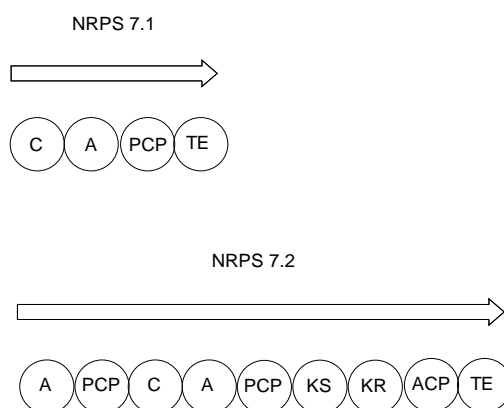 NRPS 7.1
C A PCP TE
NRPS 7.2
A PCP C A PCP KS KR ACP TE